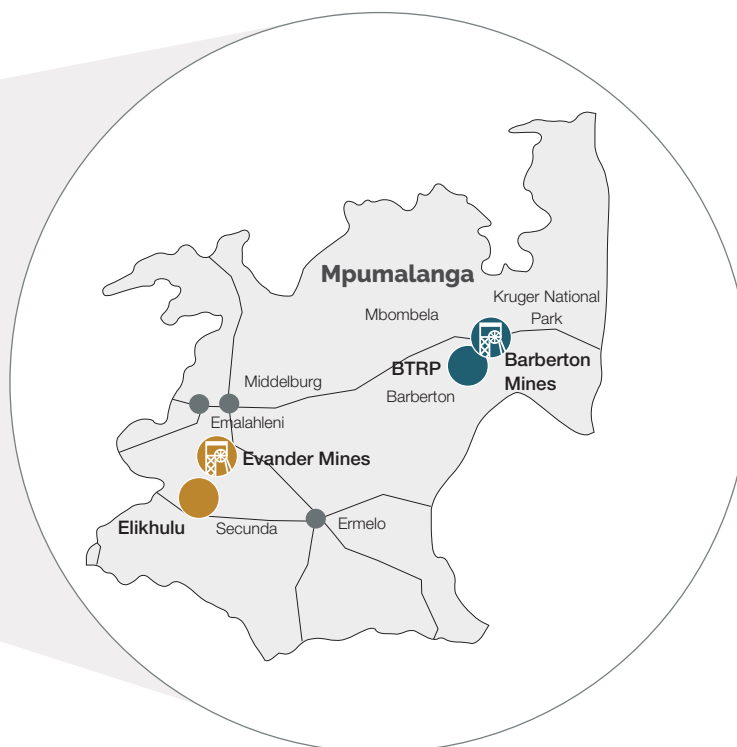 Mpumalanga
Kruger National
Park
Mbombela
BTRP
Barberton
Mines
Barberton
Middelburg
Emalahleni
Evander Mines
Elikhulu
Secunda
Ermelo